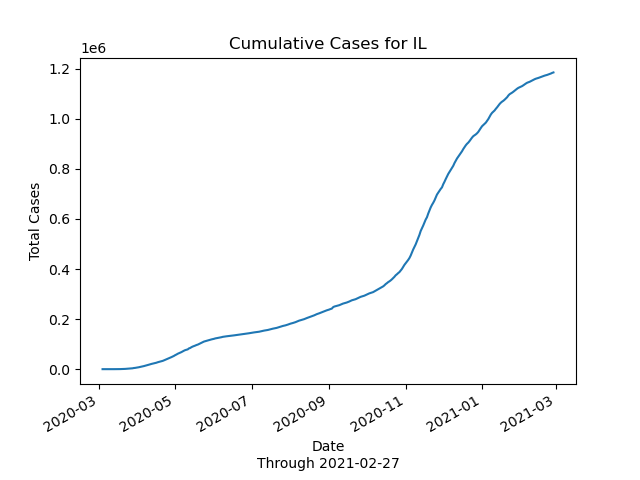 Cumulative Cases for IL
1e6
1.2
1.0
0.8
0.6
0.4
0.2
0.0
Total Cases
2020-03
2020-05
2020-07
2020-09
2020-11
2021-01
2021-03
Date
Through 2021-02-27